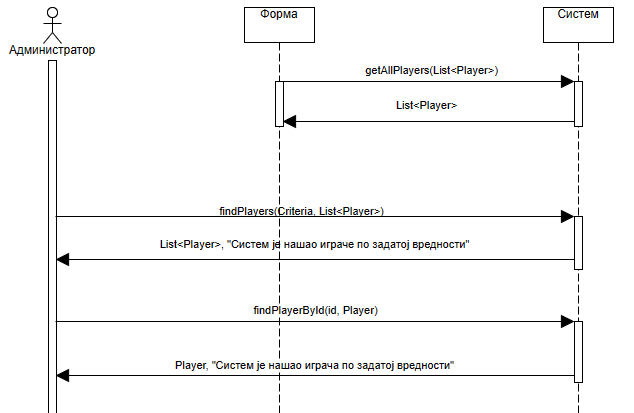 Форма
Систем
Администратор
getAllPlayers(List<Player>)
List<Player>
findPlayers(Criteria, List<Player>)
List<Player>, "Систем је нашао играче по задатој вредности"
findPlayerById(id, Player)
Player, "Систем је нашао играча по задатој вредности"